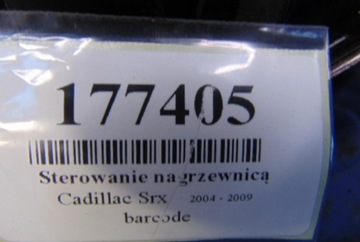 177405
Sterowanie nagrzewnicą
Cadillac Srx 2004 - 2009
barcode